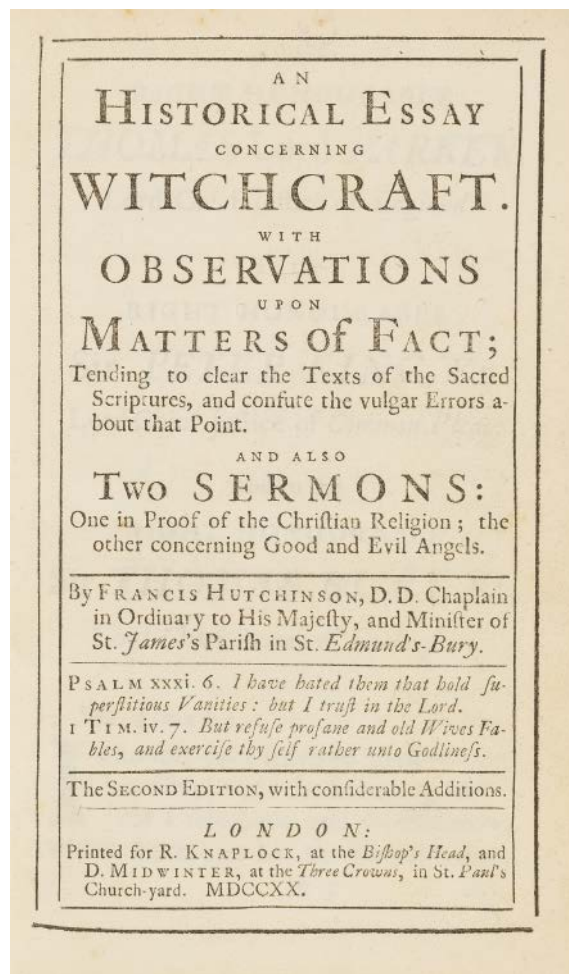 AN
HISTORICAL ESSAY
CONCERNING
WITCHCRAFT.
WITH
OBSERVATIONS
UPON
MATTERS of FACT;
Tending to clear the Texts of the Sacred
Scriptures, and confute the vulgar Errors a-
bout that Point.
AND ALSO
Two SERMONS:
One in Proof of the Chriſtian Religion; the
other concerning Good and Evil Angels.
By FRANCIS HUTCHINSON, D. D. Chaplain
in Ordinary to His Majeſty, and Miniſter of
St. James's Pariſh in St. Edmund's-Bury.
PSALM xxxi. 6. I have hated them that hold ſu-
perſtitious Vanities: but I truſt in the Lord.
1 TIM. iv. 7. But refuſe profane and old Wives Fa-
bles, and exerciſe thy ſelf rather unto Godlineſs.
The SECOND EDITION, with conſiderable Additions.
LONDON:
Printed for R. KNAPLOCK, at the Biſhop's Head, and
D. MIDWINTER, at the Three Crowns, in St. Paul's
Church-yard. MDCCXX.